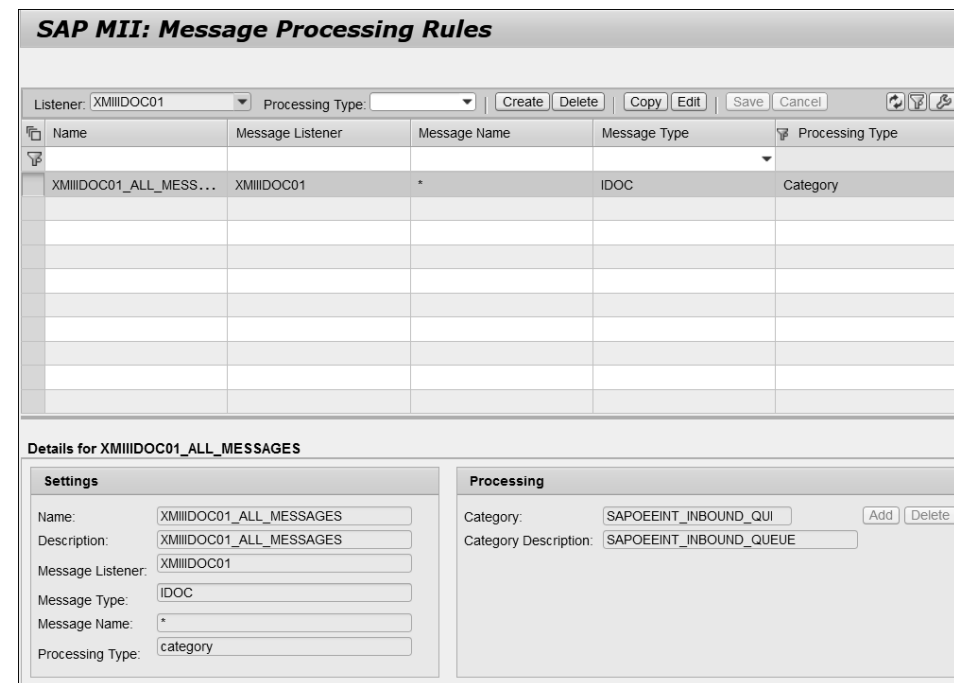 SAP MII: Message Processing Rules
Listener: XMIIIDOC01 Processing Type: | Create Delete | Copy Edit | Save Cancel
Name Message Listener Message Name Message Type Processing Type
XMIIIDOC01_ALL_MESS... XMIIIDOC01 * IDOC Category
Details for XMIIIDOC01_ALL_MESSAGES
Settings
Name: XMIIIDOC01_ALL_MESSAGES
Description: XMIIIDOC01_ALL_MESSAGES
Message Listener: XMIIIDOC01
Message Type: IDOC
Message Name: *
Processing Type: category
Processing
Category: SAPOEEINT_INBOUND_QUI Add Delete
Category Description: SAPOEEINT_INBOUND_QUEUE